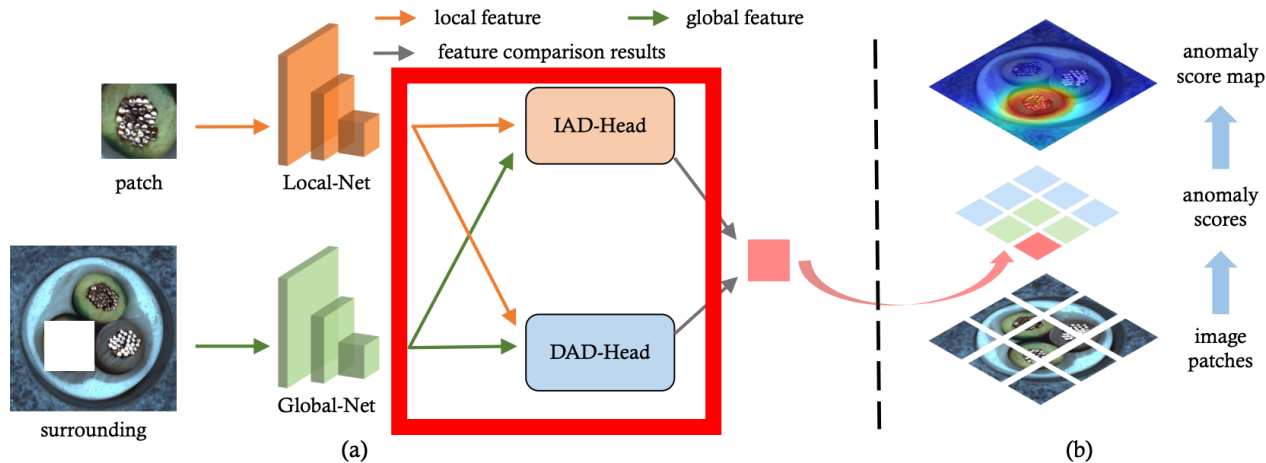 local feature
global feature
feature comparison results
patch
Local-Net
IAD-Head
surrounding
Global-Net
DAD-Head
(a)
anomaly
score map
anomaly
scores
image
patches
(b)